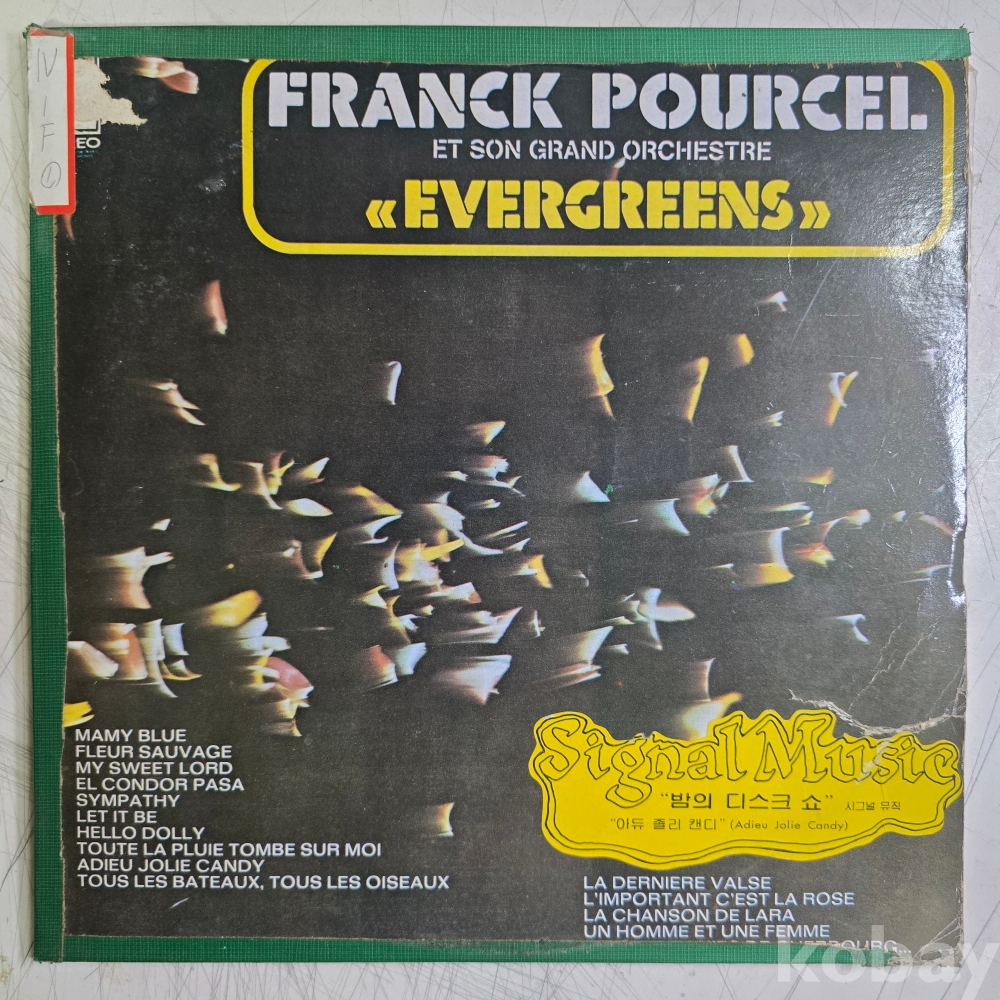 N
1
F
0
EO
FRANCK POURCEL
ET SON GRAND ORCHESTRE
«EVERGREENS»
MAMY BLUE
FLEUR SAUVAGE
MY SWEET LORD
EL CONDOR PASA
SYMPATHY
LET IT BE
HELLO DOLLY
TOUTE LA PLUIE TOMBE SUR MOI
ADIEU JOLIE CANDY
TOUS LES BATEAUX, TOUS LES OISEAUX
Signal Music
"밤의 디스크 쇼" 시그널 뮤직
"아듀 졸리 캔디" (Adieu Jolie Candy)
LA DERNIERE VALSE
L'IMPORTANT C'EST LA ROSE
LA CHANSON DE LARA
UN HOMME ET UNE FEMME
kobay